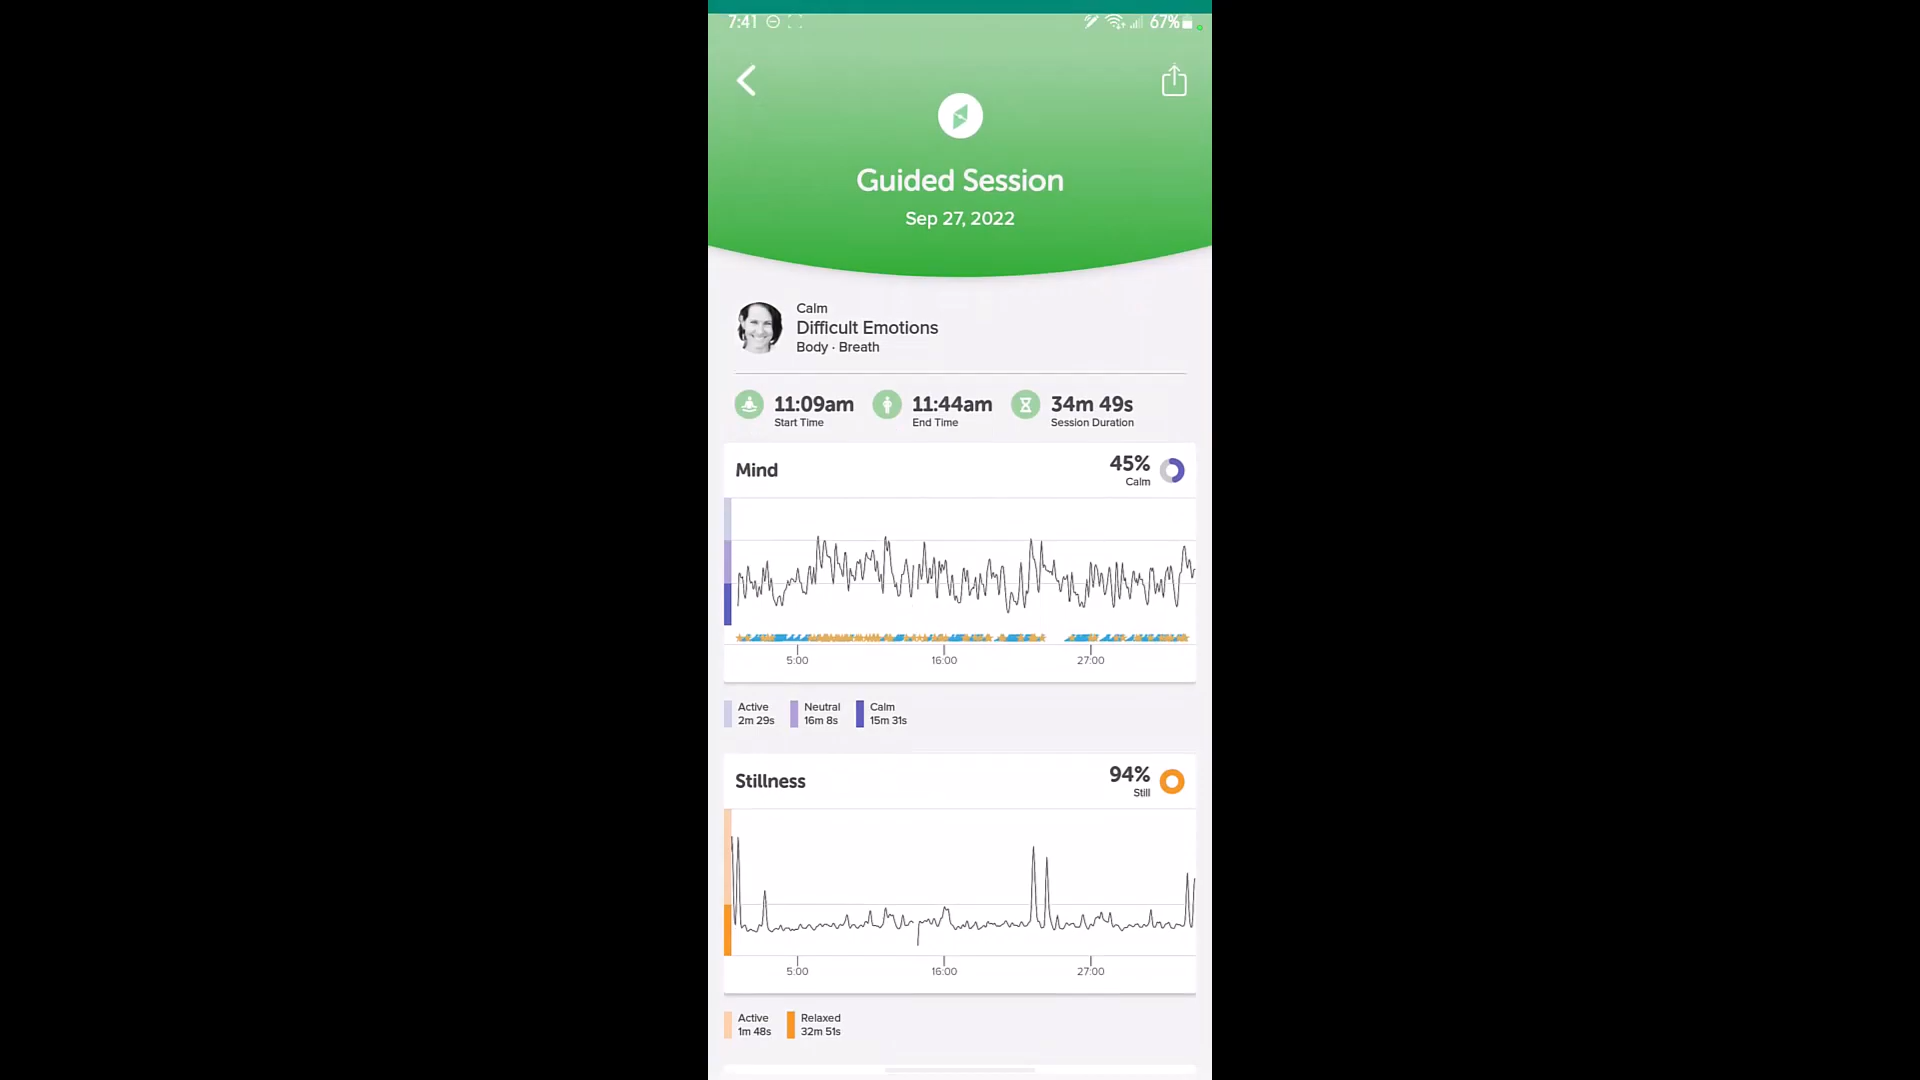 7:41 67%
Guided Session
Sep 27, 2022
Calm
Difficult Emotions
Body · Breath
11:09am 11:44am 34m 49s
Start Time End Time Session Duration
Mind 45%
Calm
5:00 16:00 27:00
Active Neutral Calm
2m 29s 16m 8s 15m 31s
Stillness 94%
Still
5:00 16:00 27:00
Active Relaxed
1m 48s 32m 51s